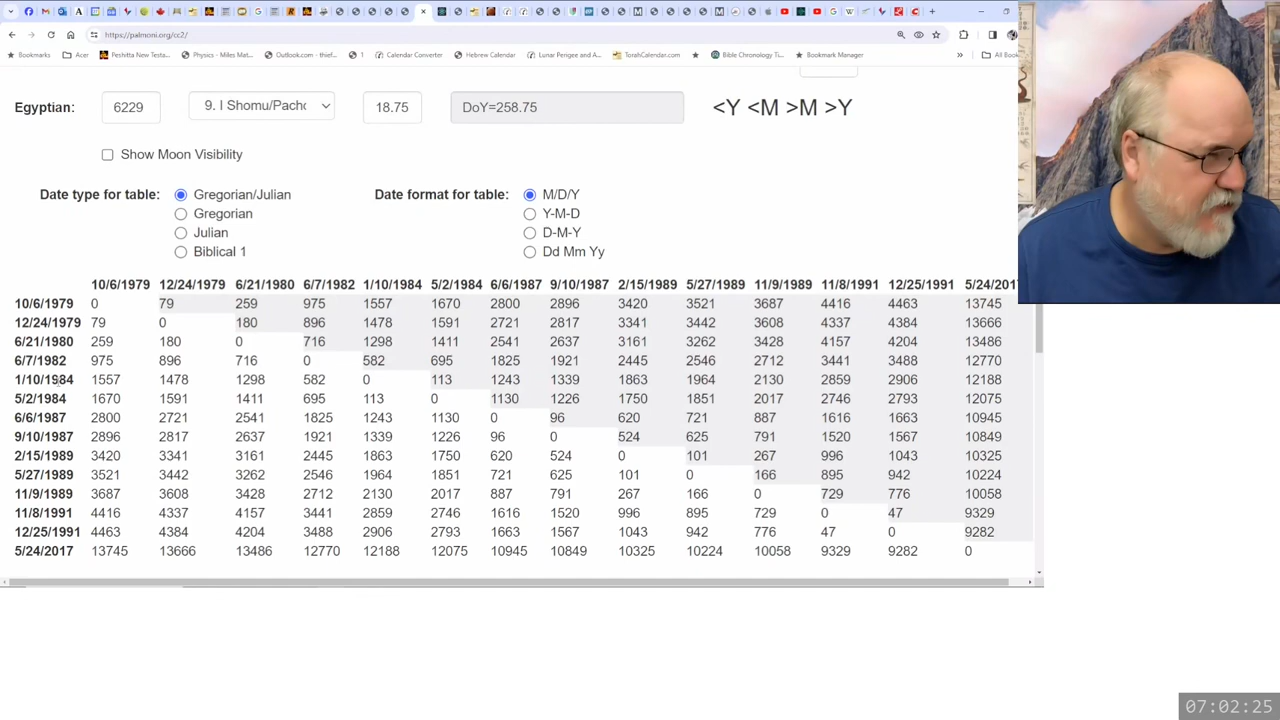 https://palmoni.org/cc2/
Bookmarks Acer Peshitta New Testa... Physics - Miles Mat... Outlook.com - thief... 1 Calendar Converter Hebrew Calendar Lunar Perigee and A... TorahCalendar.com Bible Chronology Ti... Bookmark Manager » All Boo
Egyptian: 6229 9. I Shomu/Pacho 18.75 DoY=258.75 <Y <M >M >Y
Show Moon Visibility
Date type for table: Gregorian/Julian Date format for table: M/D/Y
Gregorian Y-M-D
Julian D-M-Y
Biblical 1 Dd Mm Yy
10/6/1979 12/24/1979 6/21/1980 6/7/1982 1/10/1984 5/2/1984 6/6/1987 9/10/1987 2/15/1989 5/27/1989 11/9/1989 11/8/1991 12/25/1991 5/24/2017
10/6/1979 0 79 259 975 1557 1670 2800 2896 3420 3521 3687 4416 4463 13745
12/24/1979 79 0 180 896 1478 1591 2721 2817 3341 3442 3608 4337 4384 13666
6/21/1980 259 180 0 716 1298 1411 2541 2637 3161 3262 3428 4157 4204 13486
6/7/1982 975 896 716 0 582 695 1825 1921 2445 2546 2712 3441 3488 12770
1/10/1984 1557 1478 1298 582 0 113 1243 1339 1863 1964 2130 2859 2906 12188
5/2/1984 1670 1591 1411 695 113 0 1130 1226 1750 1851 2017 2746 2793 12075
6/6/1987 2800 2721 2541 1825 1243 1130 0 96 620 721 887 1616 1663 10945
9/10/1987 2896 2817 2637 1921 1339 1226 96 0 524 625 791 1520 1567 10849
2/15/1989 3420 3341 3161 2445 1863 1750 620 524 0 101 267 996 1043 10325
5/27/1989 3521 3442 3262 2546 1964 1851 721 625 101 0 166 895 942 10224
11/9/1989 3687 3608 3428 2712 2130 2017 887 791 267 166 0 729 776 10058
11/8/1991 4416 4337 4157 3441 2859 2746 1616 1520 996 895 729 0 47 9329
12/25/1991 4463 4384 4204 3488 2906 2793 1663 1567 1043 942 776 47 0 9282
5/24/2017 13745 13666 13486 12770 12188 12075 10945 10849 10325 10224 10058 9329 9282 0
07:02:25